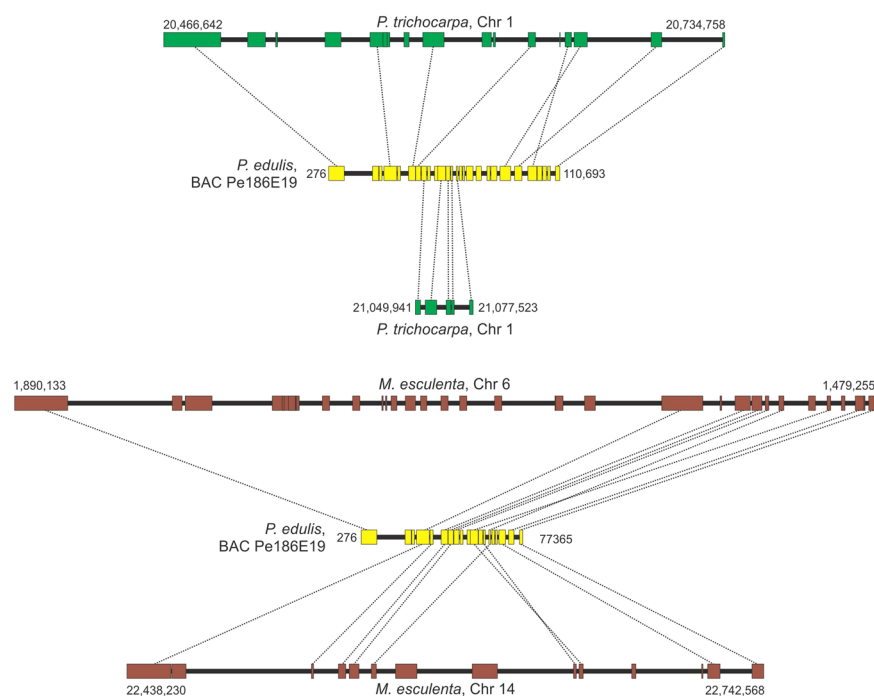 P. trichocarpa, Chr 1
20,466,642
20,734,758
P. edulis,
BAC Pe186E19
276
110,693
21,049,941
21,077,523
P. trichocarpa, Chr 1
M. esculenta, Chr 6
1,890,133
1,479,255
P. edulis,
BAC Pe186E19
276
77365
22,438,230
22,742,568
M. esculenta, Chr 14